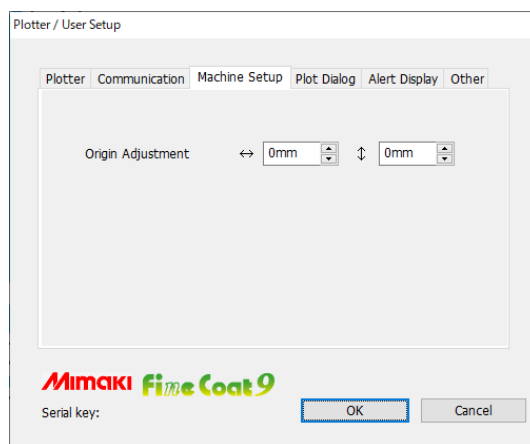 Plotter / User Setup
Plotter Communication Machine Setup Plot Dialog Alert Display Other
Origin Adjustment ↔ 0mm ↕ 0mm
Mimaki Fine Coat 9
Serial key: OK Cancel